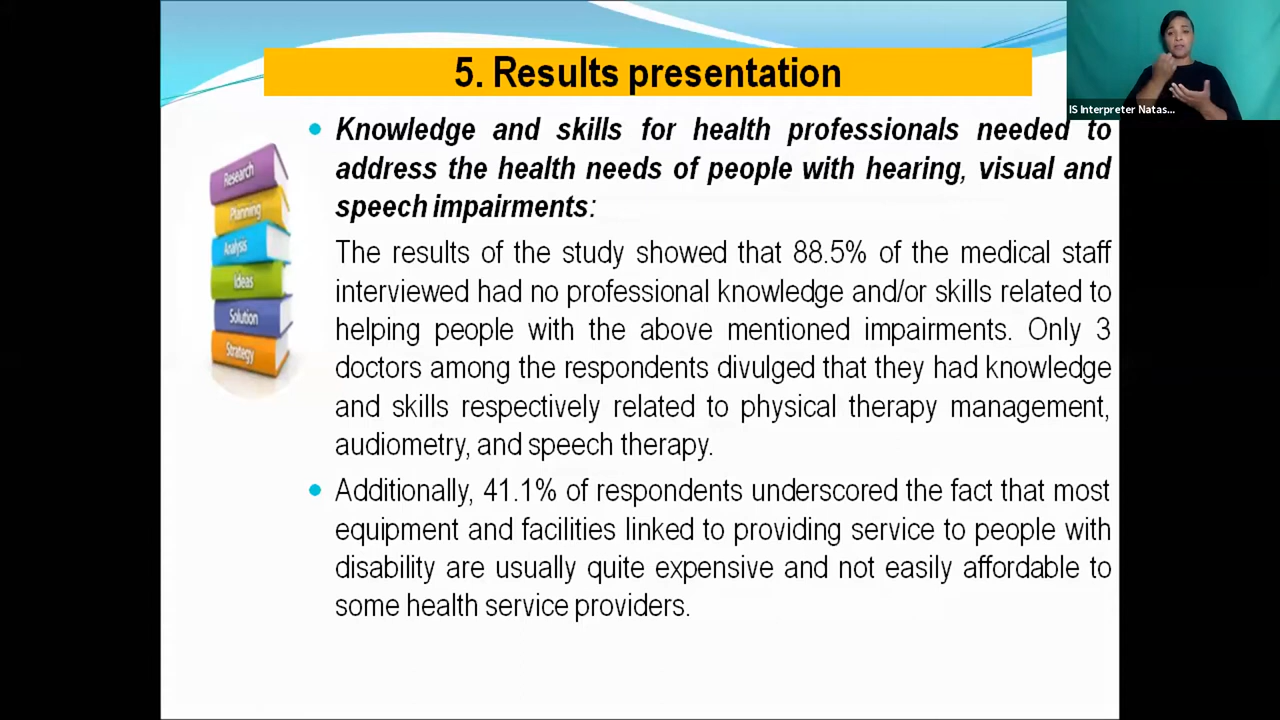 5. Results presentation
IS Interpreter Natas...
Knowledge and skills for health professionals needed to
address the health needs of people with hearing, visual and
speech impairments:
Research
Planning
Analysis
Ideas
Solution
Strategy
The results of the study showed that 88.5% of the medical staff
interviewed had no professional knowledge and/or skills related to
helping people with the above mentioned impairments. Only 3
doctors among the respondents divulged that they had knowledge
and skills respectively related to physical therapy management,
audiometry, and speech therapy.
Additionally, 41.1% of respondents underscored the fact that most
equipment and facilities linked to providing service to people with
disability are usually quite expensive and not easily affordable to
some health service providers.